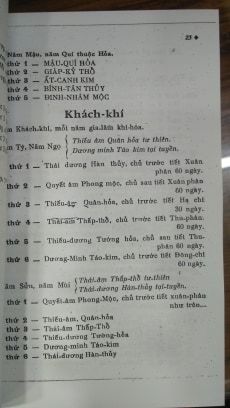 23 ◆
Năm Mậu, năm Quí thuộc Hỏa.
thứ 1 — MẬU-QUÍ HỎA
thứ 2 — GIÁP-KỶ THỔ
thứ 3 — ẤT-CANH KIM
thứ 4 — BÍNH-TÂN THỦY
thứ 5 — ĐINH-NHÂM MỘC
Khách-khí
Khách-khí, mỗi năm gia-lâm khí-hóa.
Tỵ, Năm Ngọ { Thiếu âm Quân hỏa tư thiên.
Dương minh Táo kim tại tuyền.
thứ 1 — Thái dương Hàn thủy, chủ trước tiết Xuân
phân 60 ngày.
thứ 2 — Quyết âm Phong mộc, chủ sau tiết Xuân-phân
60 ngày.
thứ 3 — Thiếu-âm Quân-hỏa, chủ trước tiết Hạ chí
30 ngày.
thứ 4 — Thái-âm Thấp-thổ, chủ trước tiết Thu-phân.
60 ngày.
thứ 5 — Thiếu-dương Tướng hỏa, chủ sau tiết Thu-
phân 60 ngày.
thứ 6 — Dương-Minh Táo-kim, chủ trước tiết Đông-chí
60 ngày.
Sửu, năm Mùi { Thái-âm Thấp-thổ tư-thiên
Thái-dương Hàn-thủy tại-tuyền.
thứ 1 — Quyết-âm Phong-Mộc, chủ trước tiết xuân-phân
như trên...
thứ 2 — Thiếu-âm, Quân-hỏa
thứ 3 — Thái-âm Thấp-Thổ
thứ 4 — Thiếu-dương Tướng-hỏa
thứ 5 — Dương-minh Táo-kim
thứ 6 — Thái-dương Hàn-thủy